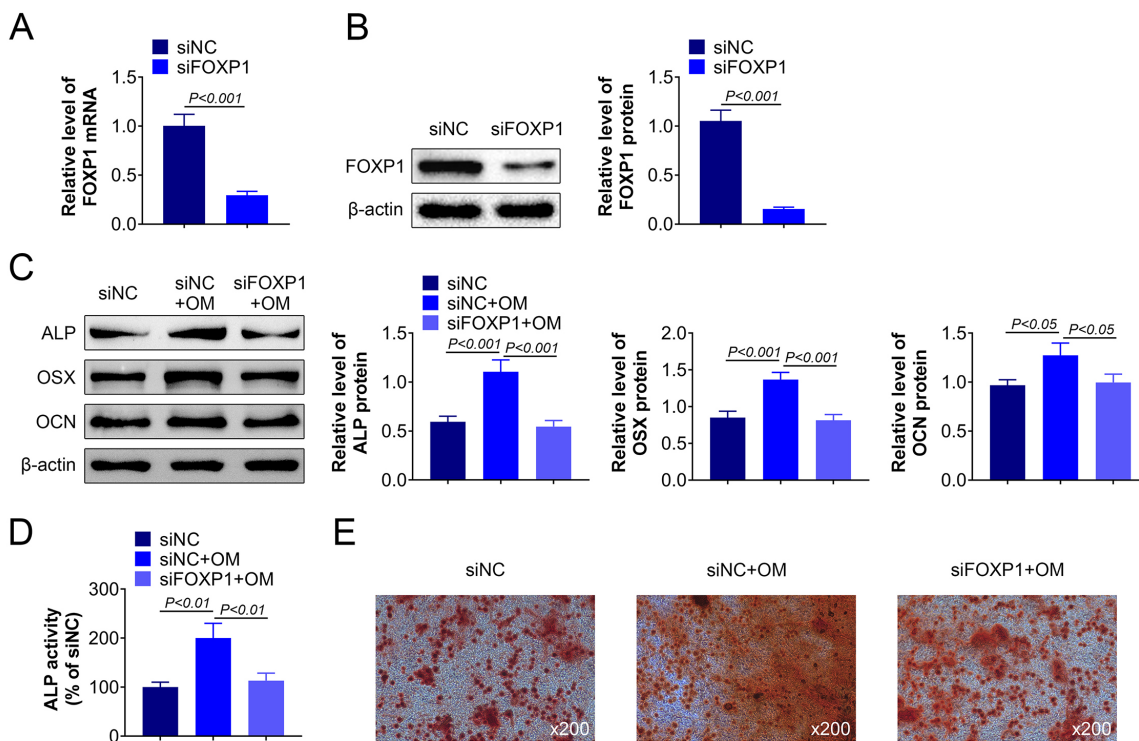 A
siNC
siFOXP1
Relative level of
FOXP1 mRNA
1.5
1.0
0.5
0.0
P<0.001
B
siNC siFOXP1
FOXP1
β-actin
siNC
siFOXP1
Relative level of
FOXP1 protein
1.5
1.0
0.5
0.0
P<0.001
C
siNC
siNC
+OM
siFOXP1
+OM
ALP
OSX
OCN
β-actin
siNC
siNC+OM
siFOXP1+OM
Relative level of
ALP protein
1.5
1.0
0.5
0.0
P<0.001 P<0.001
Relative level of
OSX protein
2.0
1.5
1.0
0.5
0.0
P<0.001 P<0.001
Relative level of
OCN protein
1.5
1.0
0.5
0.0
P<0.05 P<0.05
D
siNC
siNC+OM
siFOXP1+OM
ALP activity
(% of siNC)
300
200
100
0
P<0.01 P<0.01
E
siNC
siNC+OM
siFOXP1+OM
x200
x200
x200